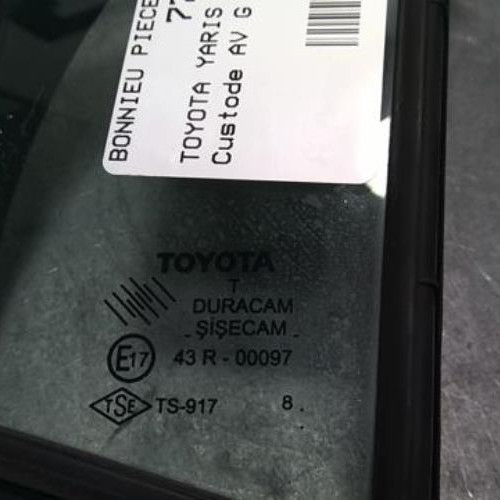 BONNIEU PIECE
TOYOTA YARIS
Custode AV G
TOYOTA
T
DURACAM
- ŞİŞECAM -
E17 43 R - 00097
TSE TS-917 8 .